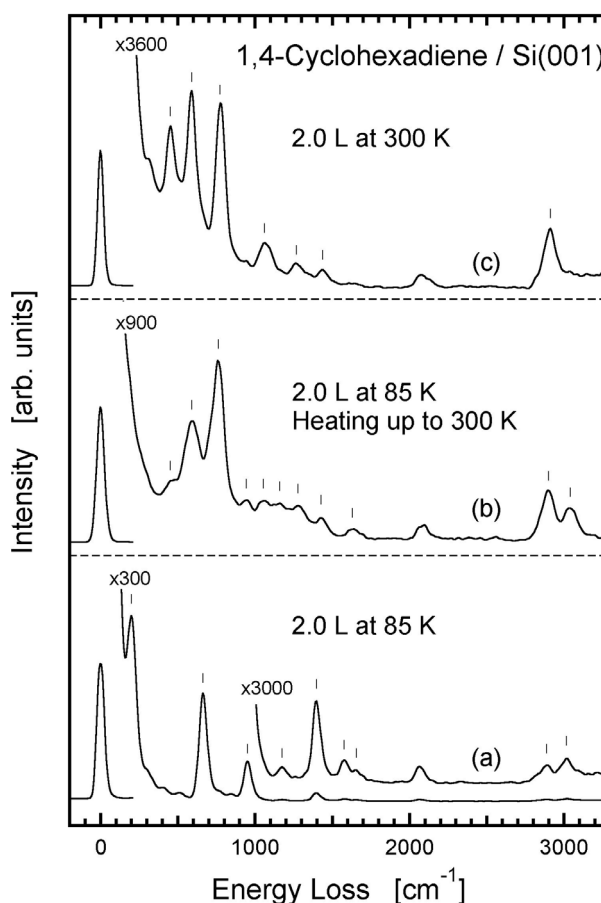 x3600
1,4-Cyclohexadiene / Si(001)
2.0 L at 300 K
(c)
x900
2.0 L at 85 K
Heating up to 300 K
(b)
x300
2.0 L at 85 K
x3000
(a)
0 1000 2000 3000
Energy Loss [cm⁻¹]
Intensity [arb. units]